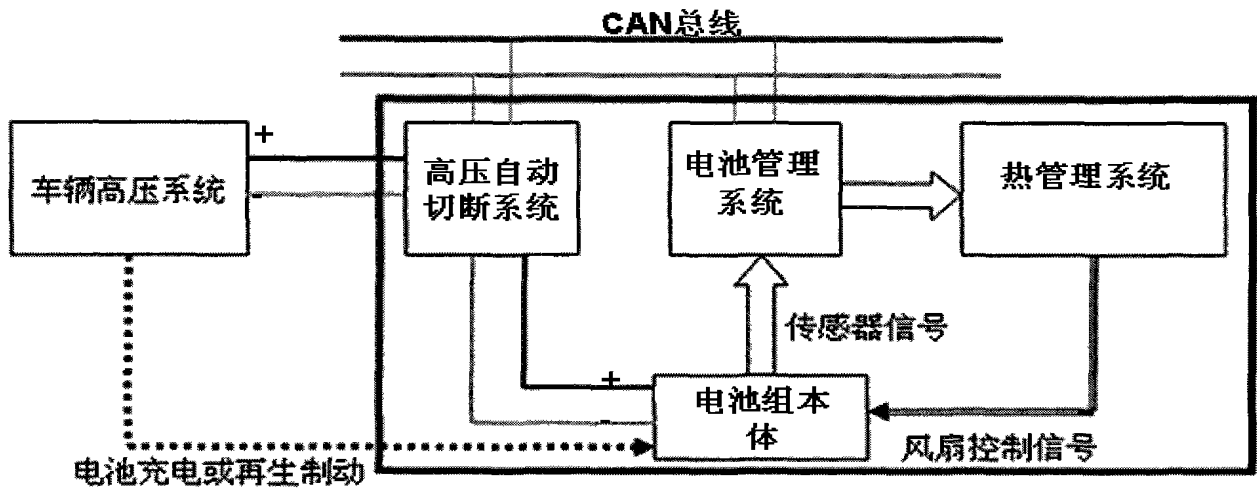 CAN总线
+
车辆高压系统
-
高压自动
切断系统
电池管理
系统
热管理系统
传感器信号
+
电池组本
体
-
风扇控制信号
电池充电或再生制动